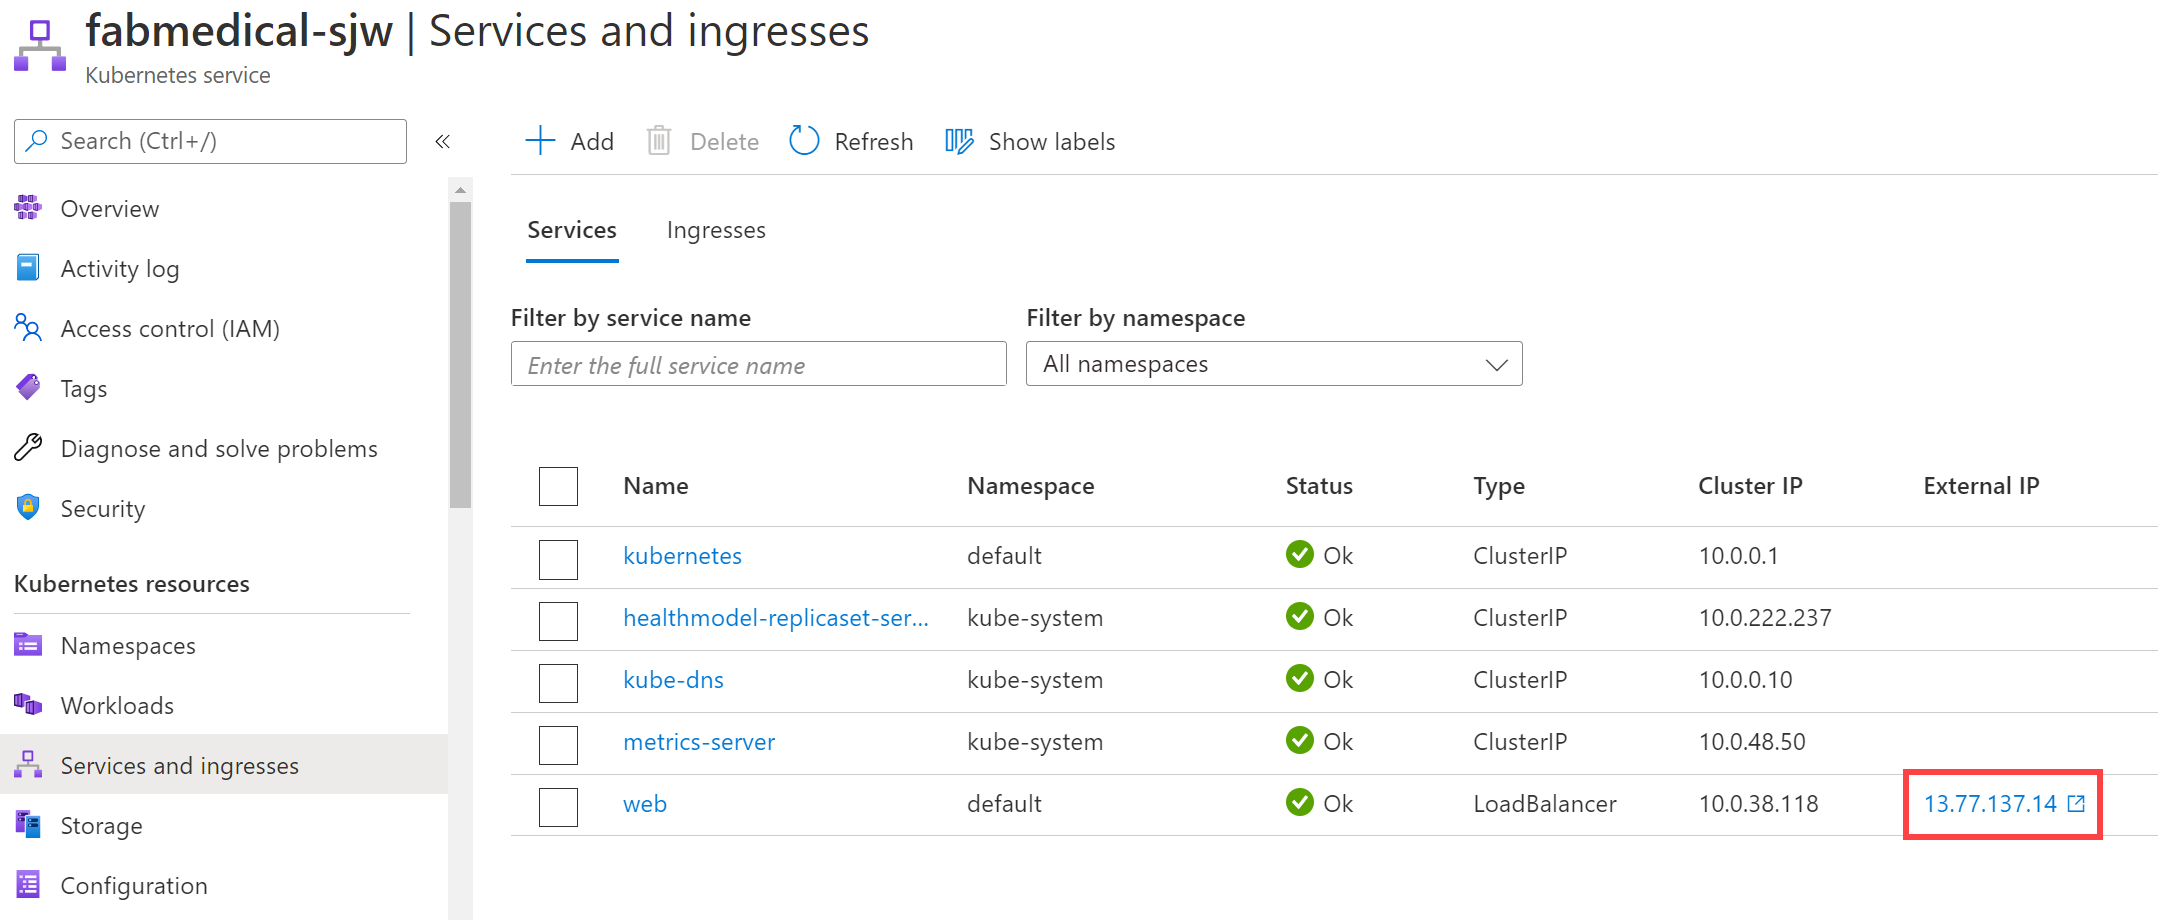 fabmedical-sjw | Services and ingresses
Kubernetes service
Search (Ctrl+/)
«
Overview
Activity log
Access control (IAM)
Tags
Diagnose and solve problems
Security
Kubernetes resources
Namespaces
Workloads
Services and ingresses
Storage
Configuration
Add Delete Refresh Show labels
Services Ingresses
Filter by service name Filter by namespace
Enter the full service name All namespaces
Name Namespace Status Type Cluster IP External IP
kubernetes default Ok ClusterIP 10.0.0.1
healthmodel-replicaset-ser... kube-system Ok ClusterIP 10.0.222.237
kube-dns kube-system Ok ClusterIP 10.0.0.10
metrics-server kube-system Ok ClusterIP 10.0.48.50
web default Ok LoadBalancer 10.0.38.118 13.77.137.14